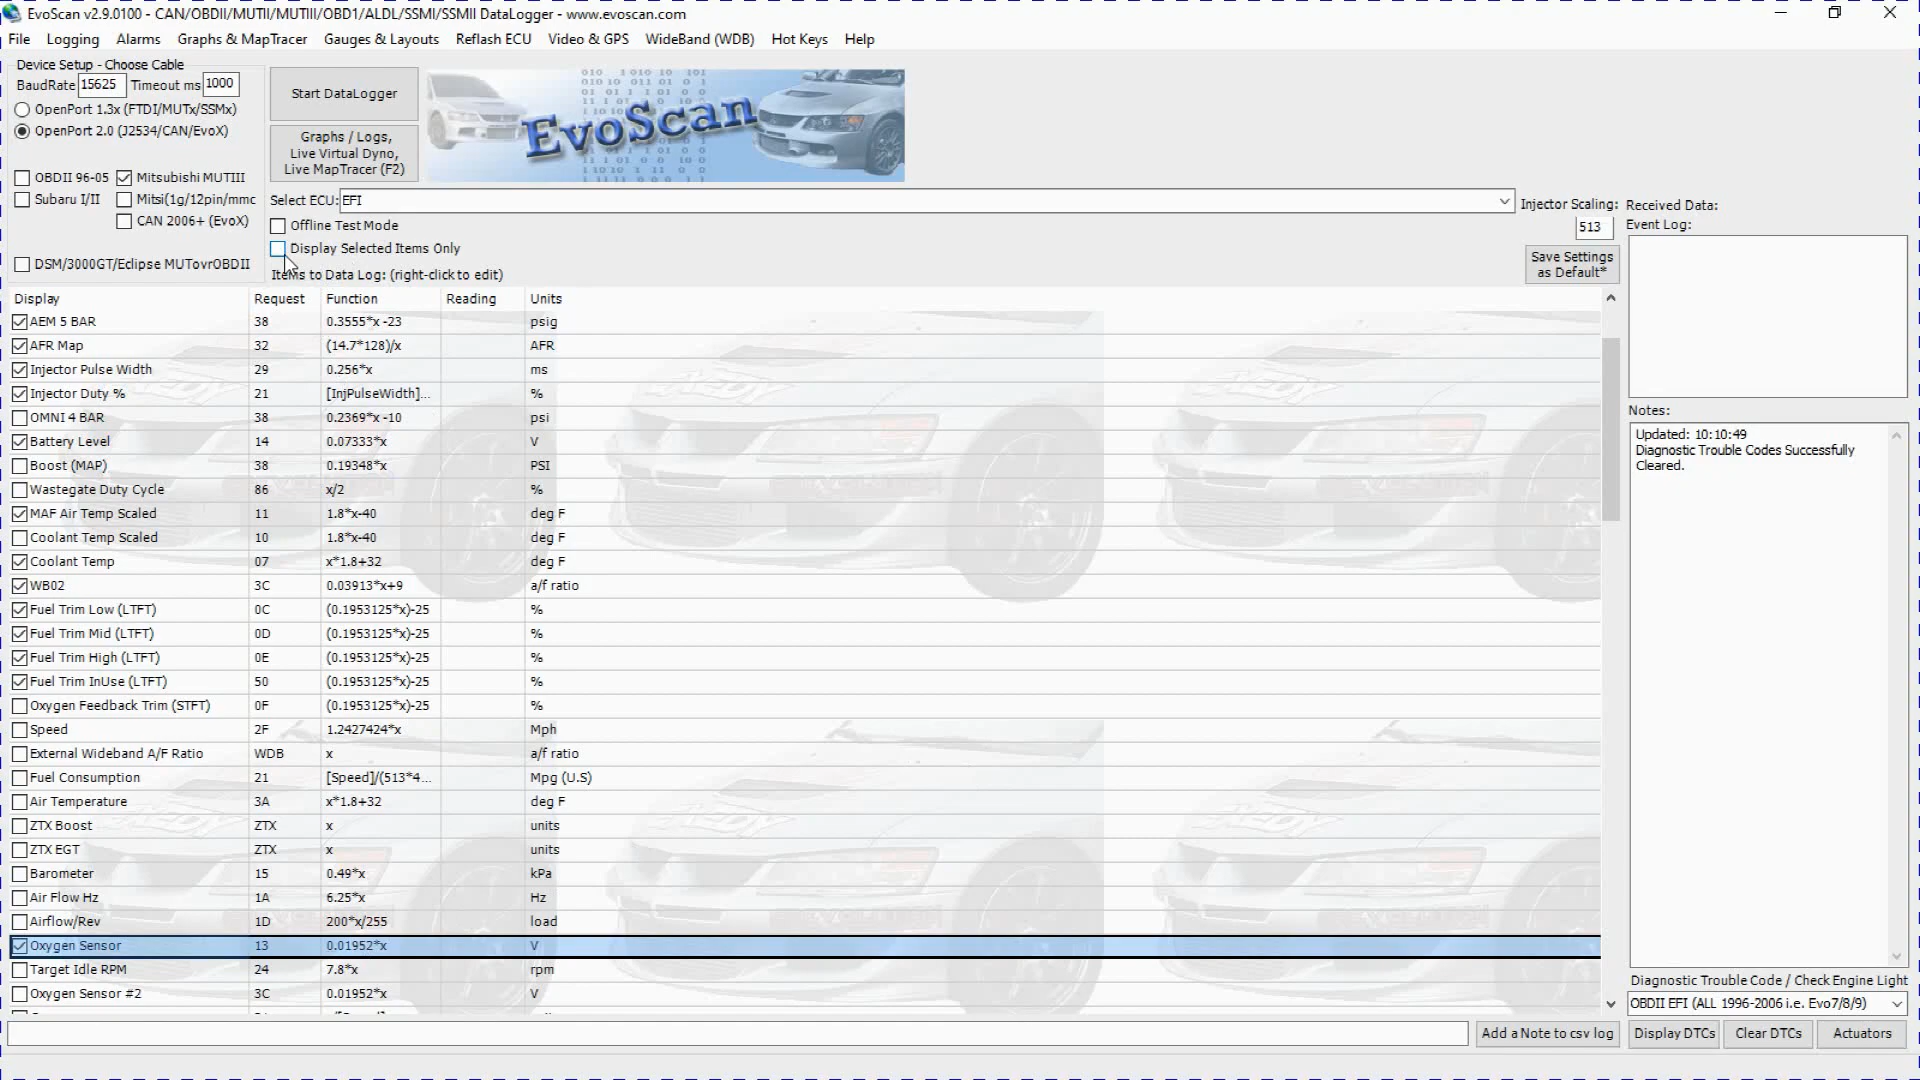 EvoScan v2.9.0100 - CAN/OBDII/MUTII/MUTIII/OBD1/ALDL/SSMI/SSMII DataLogger - www.evoscan.com
File Logging Alarms Graphs & MapTracer Gauges & Layouts Reflash ECU Video & GPS WideBand (WDB) Hot Keys Help
Device Setup - Choose Cable
BaudRate 15625 Timeout ms 1000
OpenPort 1.3x (FTDI/MUTx/SSMx)
OpenPort 2.0 (J2534/CAN/EvoX)
OBDII 96-05 Mitsubishi MUTIII
Subaru I/II Mitsi(1g/12pin/mmc
CAN 2006+ (EvoX)
DSM/3000GT/Eclipse MUTovrOBDII
Start DataLogger
Graphs / Logs,
Live Virtual Dyno,
Live MapTracer (F2)
EvoScan
Select ECU: EFI
Offline Test Mode
Display Selected Items Only
Items to Data Log: (right-click to edit)
Injector Scaling:
513
Save Settings
as Default*
Received Data:
Event Log:
Display Request Function Reading Units
AEM 5 BAR 38 0.3555*x -23 psig
AFR Map 32 (14.7*128)/x AFR
Injector Pulse Width 29 0.256*x ms
Injector Duty % 21 [InjPulseWidth]... %
OMNI 4 BAR 38 0.2369*x -10 psi
Battery Level 14 0.07333*x V
Boost (MAP) 38 0.19348*x PSI
Wastegate Duty Cycle 86 x/2 %
MAF Air Temp Scaled 11 1.8*x-40 deg F
Coolant Temp Scaled 10 1.8*x-40 deg F
Coolant Temp 07 x*1.8+32 deg F
WB02 3C 0.03913*x+9 a/f ratio
Fuel Trim Low (LTFT) 0C (0.1953125*x)-25 %
Fuel Trim Mid (LTFT) 0D (0.1953125*x)-25 %
Fuel Trim High (LTFT) 0E (0.1953125*x)-25 %
Fuel Trim InUse (LTFT) 50 (0.1953125*x)-25 %
Oxygen Feedback Trim (STFT) 0F (0.1953125*x)-25 %
Speed 2F 1.2427424*x Mph
External Wideband A/F Ratio WDB x a/f ratio
Fuel Consumption 21 [Speed]/(513*4... Mpg (U.S)
Air Temperature 3A x*1.8+32 deg F
ZTX Boost ZTX x units
ZTX EGT ZTX x units
Barometer 15 0.49*x kPa
Air Flow Hz 1A 6.25*x Hz
Airflow/Rev 1D 200*x/255 load
Oxygen Sensor 13 0.01952*x V
Target Idle RPM 24 7.8*x rpm
Oxygen Sensor #2 3C 0.01952*x V
Notes:
Updated: 10:10:49
Diagnostic Trouble Codes Successfully
Cleared.
Diagnostic Trouble Code / Check Engine Light
OBDII EFI (ALL 1996-2006 i.e. Evo7/8/9)
Add a Note to csv log Display DTCs Clear DTCs Actuators